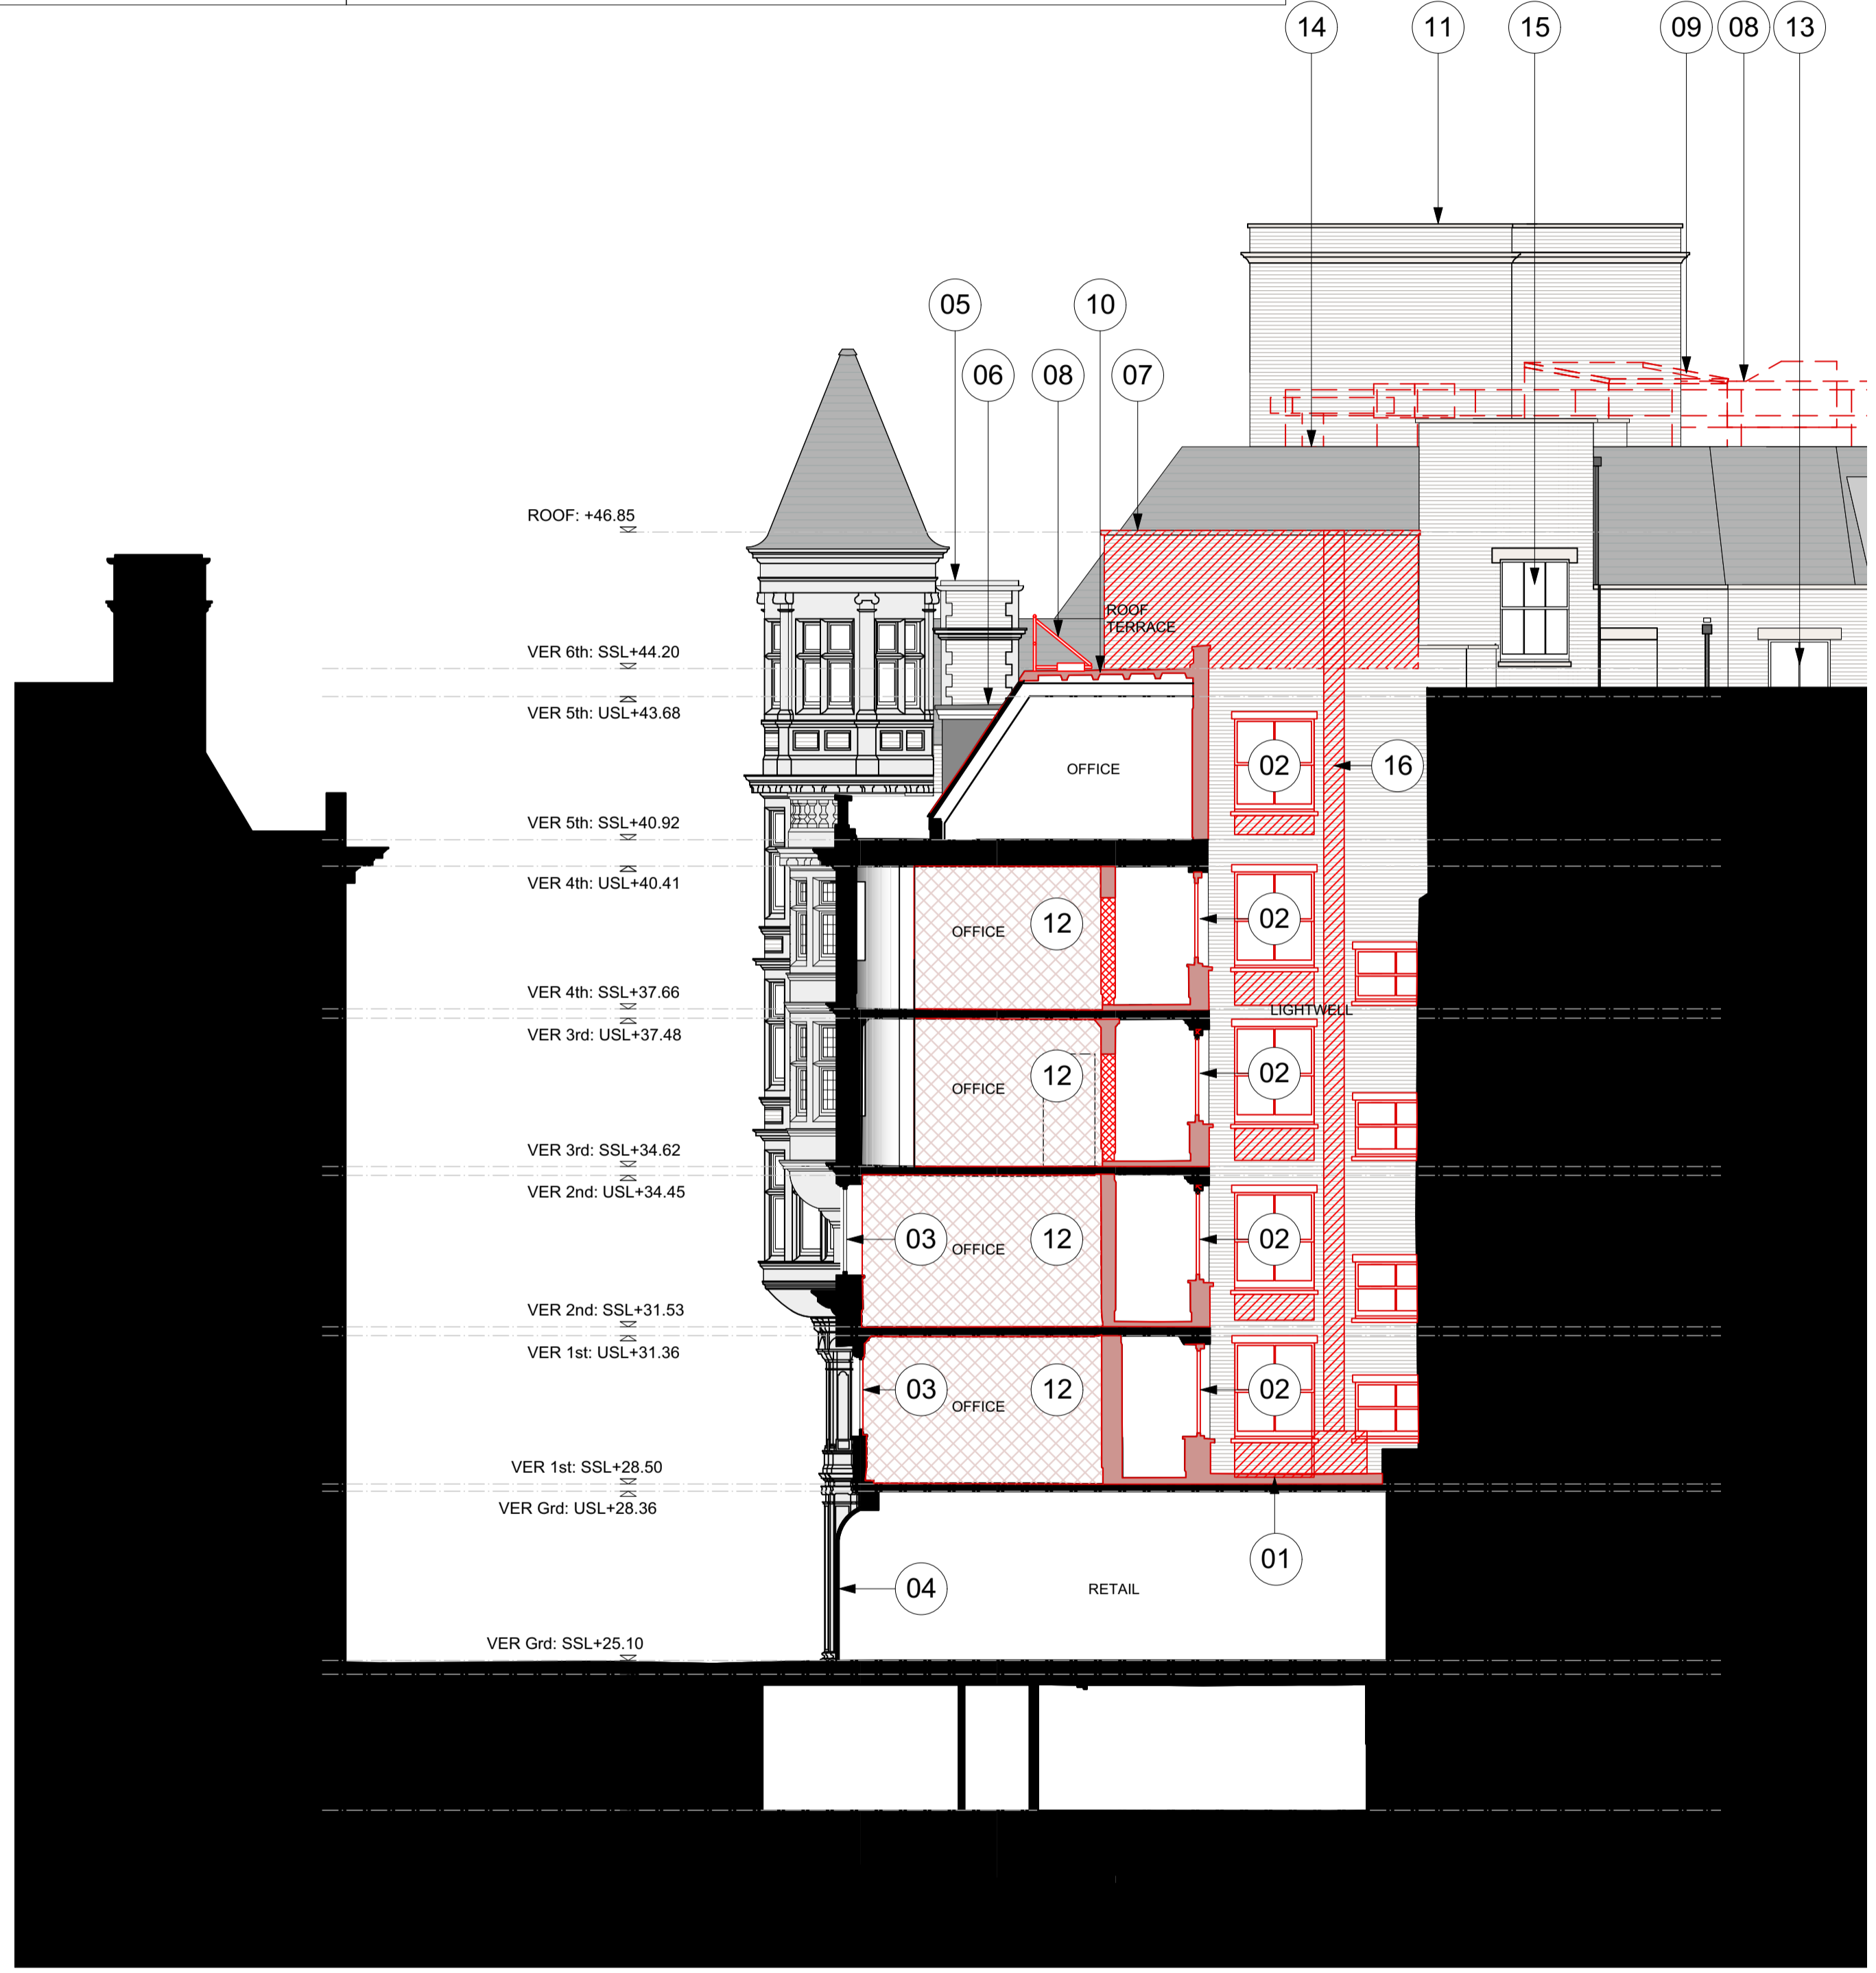 14
11
15
09
08
13
05
10
06
08
07
ROOF: +46.85
ROOF
TERRACE
VER 6th: SSL+44.20
VER 5th: USL+43.68
OFFICE
02
16
VER 5th: SSL+40.92
VER 4th: USL+40.41
OFFICE
12
02
VER 4th: SSL+37.66
LIGHTWELL
VER 3rd: USL+37.48
OFFICE
12
02
VER 3rd: SSL+34.62
VER 2nd: USL+34.45
03
OFFICE
12
02
VER 2nd: SSL+31.53
VER 1st: USL+31.36
03
OFFICE
12
02
VER 1st: SSL+28.50
VER Grd: USL+28.36
01
04
RETAIL
VER Grd: SSL+25.10